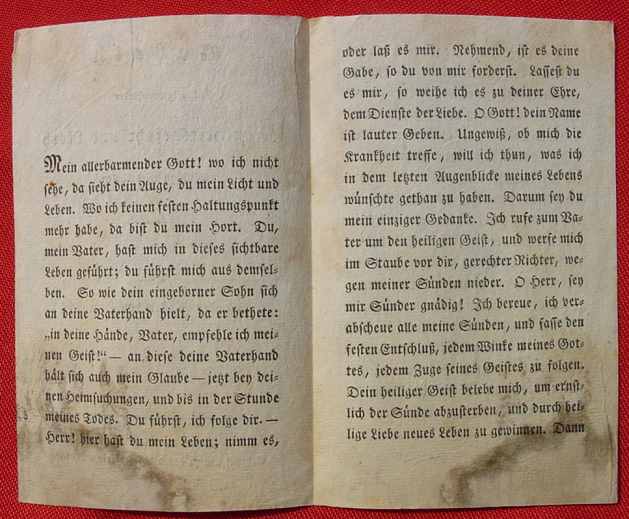 Mein allerbarmender Gott! wo ich nicht
sehe, da sieht dein Auge, du mein Licht und
Leben. Wo ich keinen festen Haltungspunkt
mehr habe, da bist du mein Hort. Du,
mein Vater, hast mich in dieses sichtbare
Leben geführt; du führst mich aus demsel-
ben. So wie dein eingeborner Sohn sich
an deine Vaterhand hielt, da er bethete:
„in deine Hände, Vater, empfehle ich mei-
nen Geist!“ — an diese deine Vaterhand
hält sich auch mein Glaube — jetzt bey dei-
nen Heimsuchungen, und bis in der Stunde
meines Todes. Du führst, ich folge dir. —
Herr! hier hast du mein Leben; nimm es,
oder laß es mir. Nehmend, ist es deine
Gabe, so du von mir forderst. Lassest du
es mir, so weihe ich es zu deiner Ehre,
dem Dienste der Liebe. O Gott! dein Name
ist lauter Geben. Ungewiß, ob mich die
Krankheit treffe, will ich thun, was ich
in dem letzten Augenblicke meines Lebens
wünschte gethan zu haben. Darum sey du
mein einziger Gedanke. Ich rufe zum Va-
ter um den heiligen Geist, und werfe mich
im Staube vor dir, gerechter Richter, we-
gen meiner Sünden nieder. O Herr, sey
mir Sünder gnädig! Ich bereue, ich ver-
abscheue alle meine Sünden, und fasse den
festen Entschluß, jedem Winke meines Got-
tes, jedem Zuge seines Geistes zu folgen.
Dein heiliger Geist belebe mich, um ernst-
lich der Sünde abzusterben, und durch hei-
lige Liebe neues Leben zu gewinnen. Dann